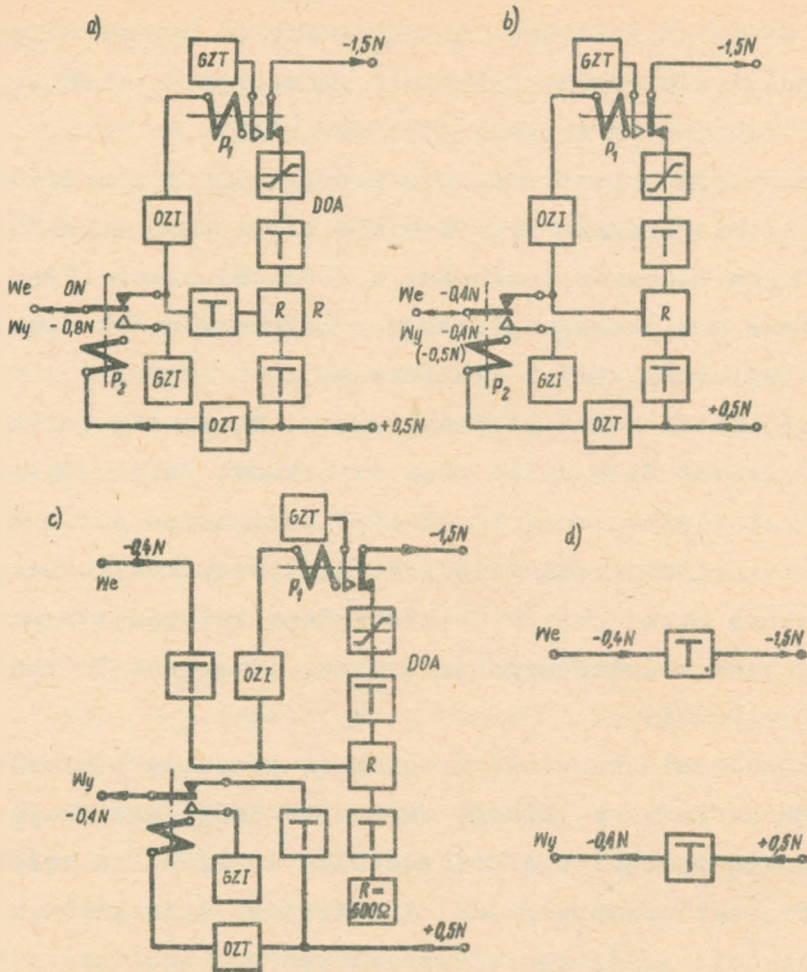 a)
-1,5N
GZT
P1
DOA
OZI
T
We
0N
T
R
R
Wy
-0,8N
P2
GZI
T
OZT
+0,5N
b)
-1,5N
GZT
P1
OZI
T
We
-0,4N
R
Wy
-0,4N
(-0,5N)
P2
GZI
T
OZT
+0,5N
c)
GZT
-1,5N
-0,4N
We
P1
T
OZI
DOA
T
R
Wy
-0,4N
T
T
GZI
R=
600Ω
OZT
+0,5N
d)
We
-0,4N
T
-1,5N
Wy
-0,4N
T
+0,5N